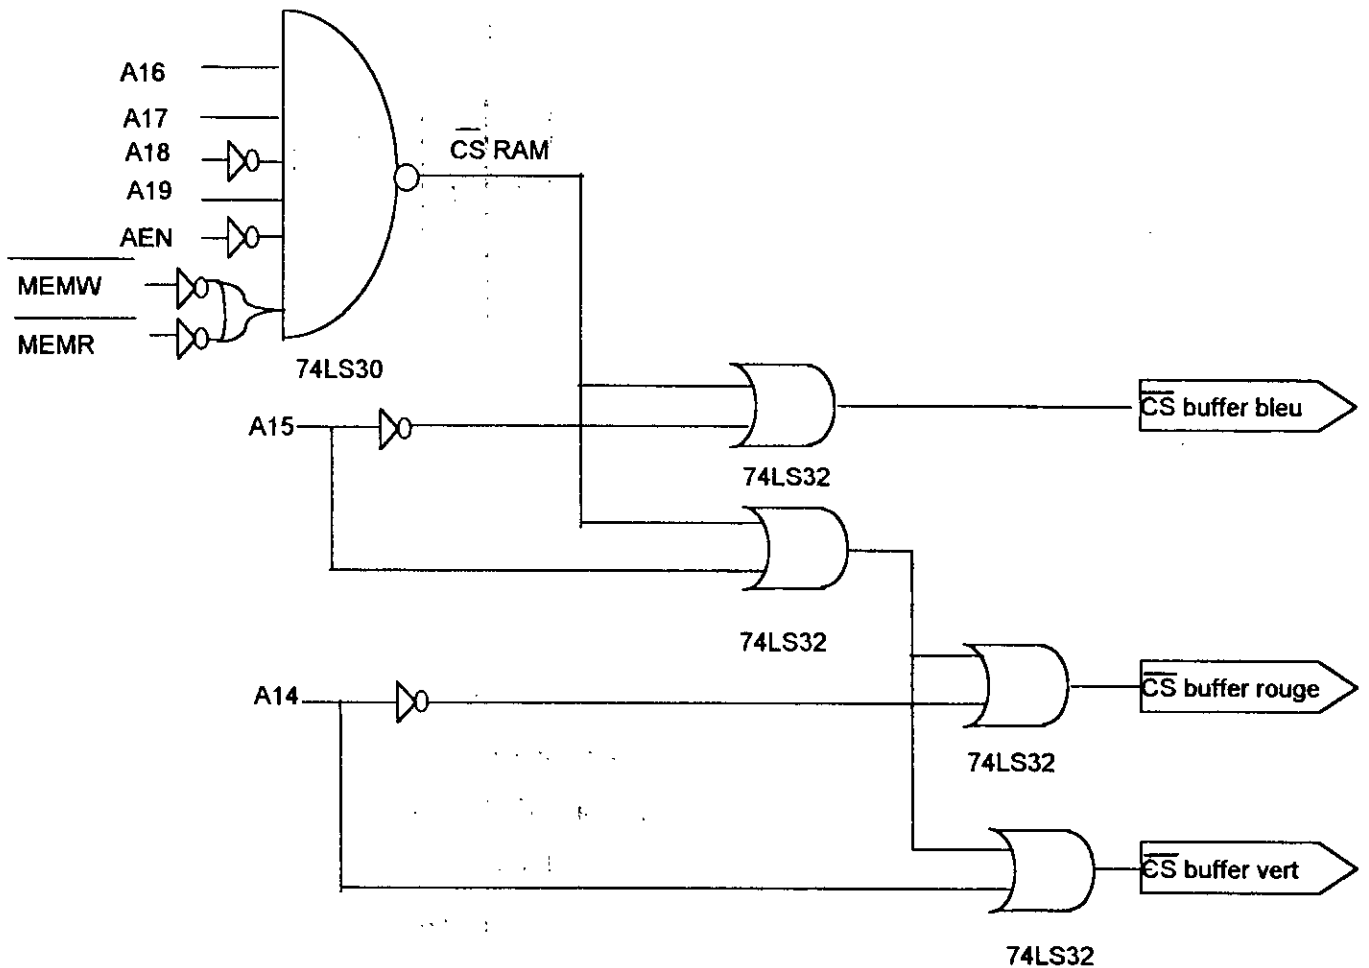 A16
A17
A18
A19
AEN
MEMW
MEMR
CS RAM
74LS30
A15
CS buffer bleu
74LS32
74LS32
A14
CS buffer rouge
74LS32
CS buffer vert
74LS32